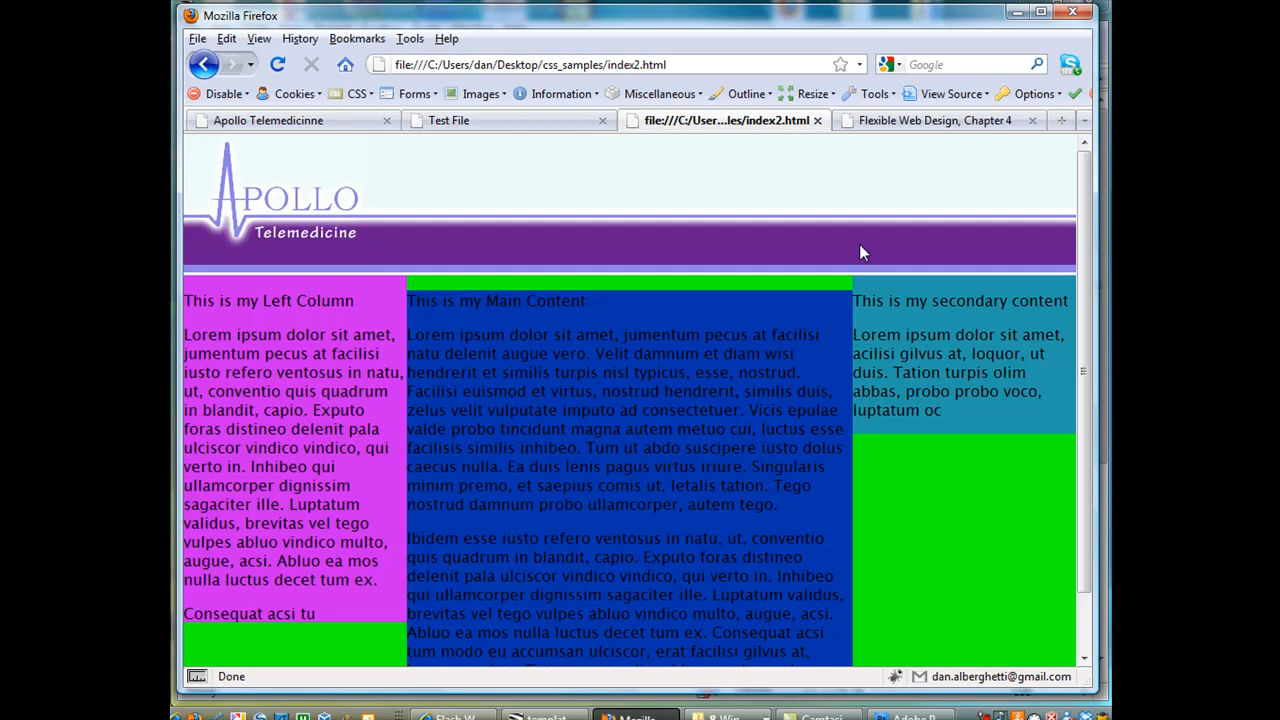 Mozilla Firefox
File Edit View History Bookmarks Tools Help
file:///C:/Users/dan/Desktop/css_samples/index2.html
Google
Disable Cookies CSS Forms Images Information Miscellaneous Outline Resize Tools View Source Options
Apollo Telemedicinne
Test File
file:///C:/User...les/index2.html
Flexible Web Design, Chapter 4
APOLLO
Telemedicine
This is my Left Column
Lorem ipsum dolor sit amet,
jumentum pecus at facilisi
iusto refero ventosus in natu,
ut, conventio quis quadrum
in blandit, capio. Exputo
foras distineo delenit pala
ulciscor vindico vindico, qui
verto in. Inhibeo qui
ullamcorper dignissim
sagaciter ille. Luptatum
validus, brevitas vel tego
vulpes abluo vindico multo,
augue, acsi. Abluo ea mos
nulla luctus decet tum ex.
Consequat acsi tu
This is my Main Content
Lorem ipsum dolor sit amet, jumentum pecus at facilisi
natu delenit augue vero. Velit damnum et diam wisi
hendrerit et similis turpis nisl typicus, esse, nostrud.
Facilisi euismod et virtus, nostrud hendrerit, similis duis,
zelus velit vulputate imputo ad consectetuer. Vicis epulae
valde probo tincidunt magna autem metuo cui, luctus esse
facilisis similis inhibeo. Tum ut abdo suscipere iusto dolus
caecus nulla. Ea duis lenis pagus virtus iriure. Singularis
minim premo, et saepius comis ut, letalis tation. Tego
nostrud damnum probo ullamcorper, autem tego.
Ibidem esse iusto refero ventosus in natu, ut, conventio
quis quadrum in blandit, capio. Exputo foras distineo
delenit pala ulciscor vindico vindico, qui verto in. Inhibeo
qui ullamcorper dignissim sagaciter ille. Luptatum validus,
brevitas vel tego vulpes abluo vindico multo, augue, acsi.
Abluo ea mos nulla luctus decet tum ex. Consequat acsi
tum modo eu accumsan ulciscor, erat facilisi gilvus at,
This is my secondary content
Lorem ipsum dolor sit amet,
acilisi gilvus at, loquor, ut
duis. Tation turpis olim
abbas, probo probo voco,
luptatum oc
Done
dan.alberghetti@gmail.com